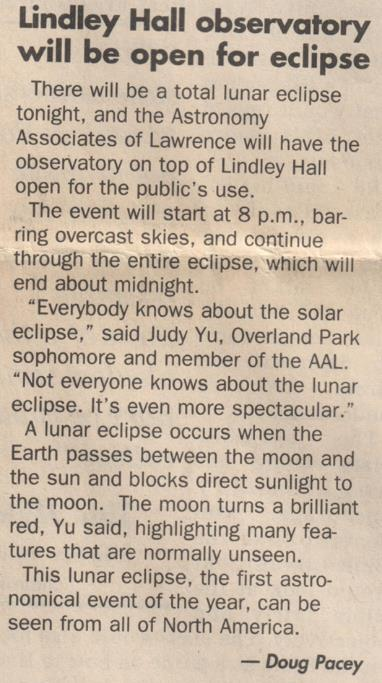 Lindley Hall observatory
will be open for eclipse
There will be a total lunar eclipse
tonight, and the Astronomy
Associates of Lawrence will have the
observatory on top of Lindley Hall
open for the public's use.
The event will start at 8 p.m., bar-
ring overcast skies, and continue
through the entire eclipse, which will
end about midnight.
“Everybody knows about the solar
eclipse,” said Judy Yu, Overland Park
sophomore and member of the AAL.
“Not everyone knows about the lunar
eclipse. It's even more spectacular.”
A lunar eclipse occurs when the
Earth passes between the moon and
the sun and blocks direct sunlight to
the moon.  The moon turns a brilliant
red, Yu said, highlighting many fea-
tures that are normally unseen.
This lunar eclipse, the first astro-
nomical event of the year, can be
seen from all of North America.
— Doug Pacey